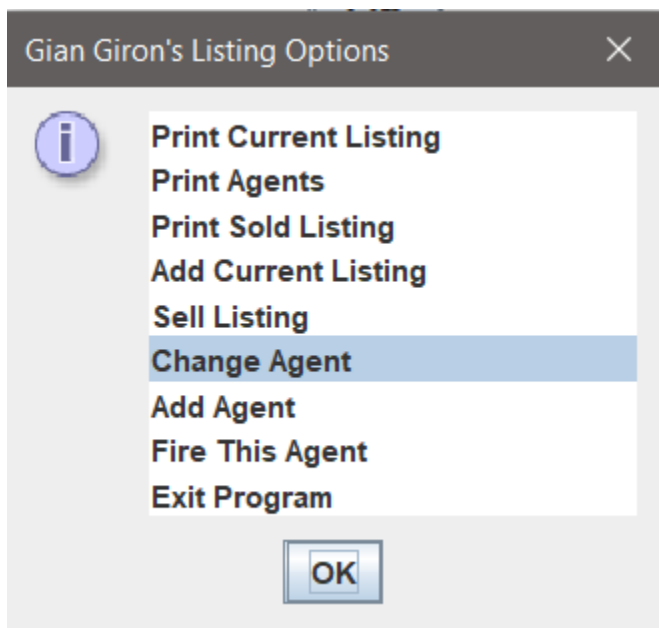 Gian Giron's Listing Options
i
Print Current Listing
Print Agents
Print Sold Listing
Add Current Listing
Sell Listing
Change Agent
Add Agent
Fire This Agent
Exit Program
OK